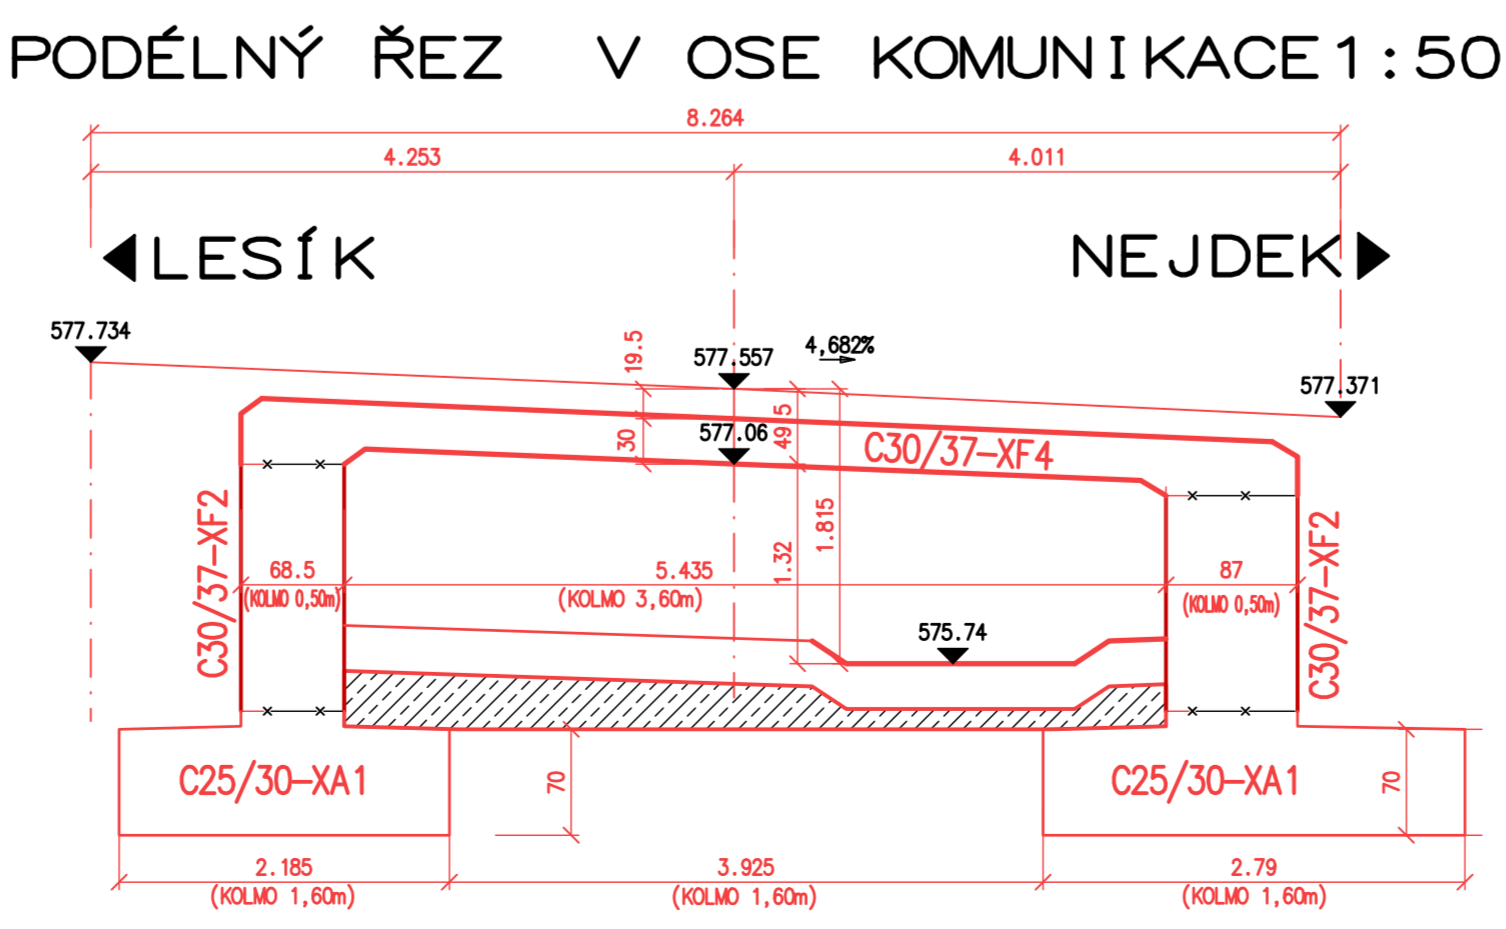 PODÉLNÝ ŘEZ V OSE KOMUNIKACE 1:50
8.264
4.253
4.011
LESÍK
NEJDEK
577.734
19.5
577.557
4,682%
577.371
30
577.06
49.5
C30/37-XF4
C30/37-XF2
1.32
1.815
C30/37-XF2
68.5
(KOLMO 0,50m)
5.435
(KOLMO 3,60m)
87
(KOLMO 0,50m)
575.74
C25/30-XA1
70
C25/30-XA1
70
2.185
(KOLMO 1,60m)
3.925
(KOLMO 1,60m)
2.79
(KOLMO 1,60m)